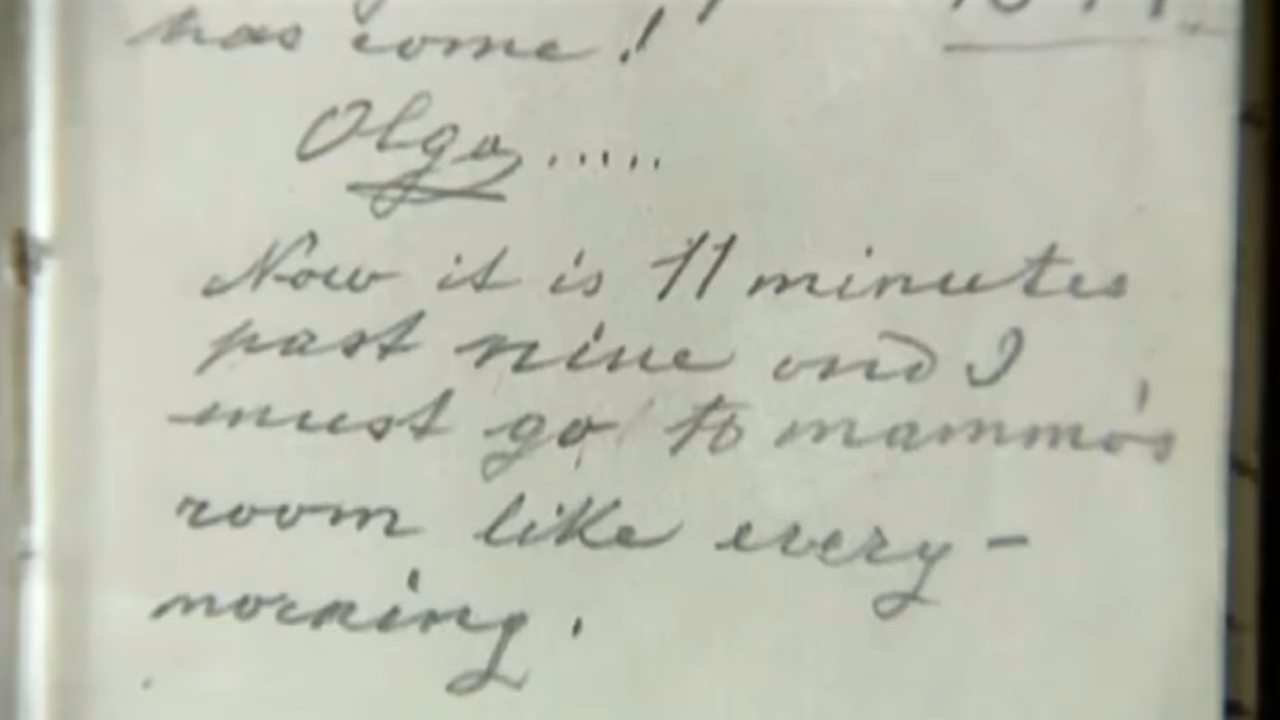 has come!
Olga.....
Now it is 11 minutes
past nine and I
must go to mamma's
room like every -
morning.